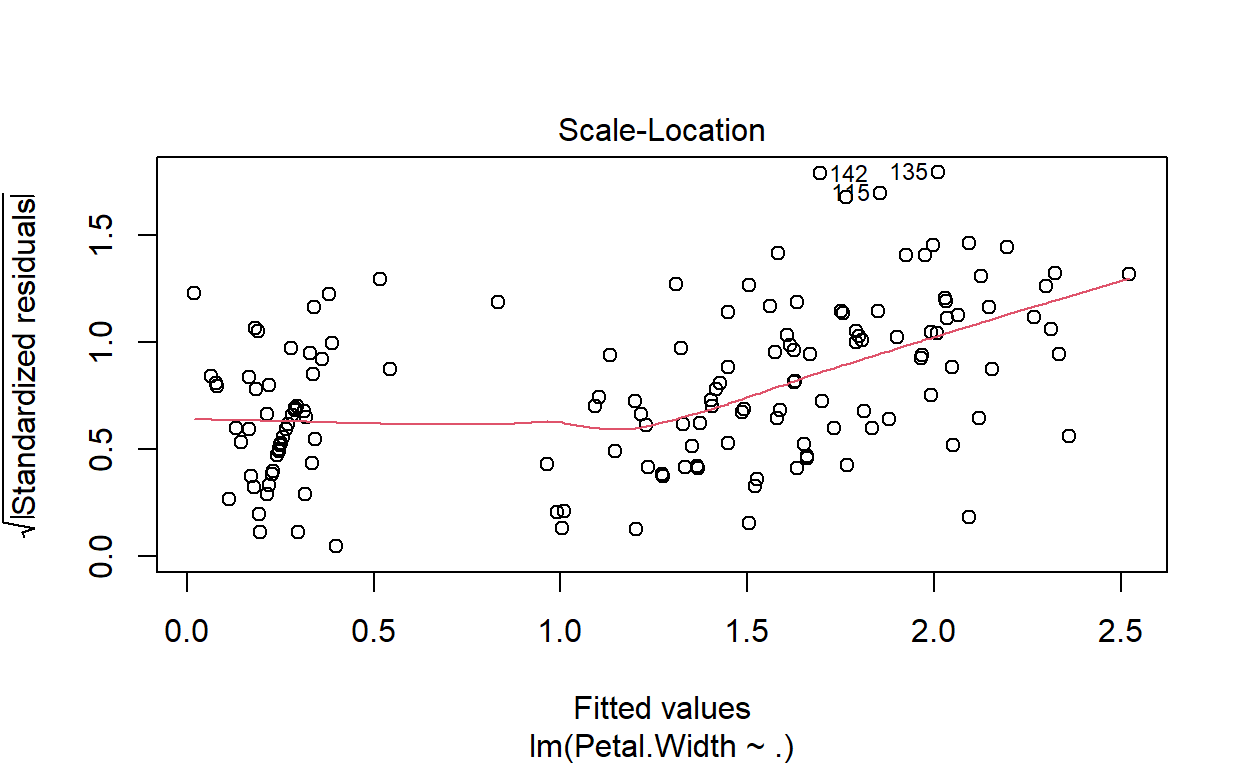 Scale-Location
142
135
115
√|Standardized residuals|
1.5
1.0
0.5
0.0
0.0 0.5 1.0 1.5 2.0 2.5
Fitted values
lm(Petal.Width ~ .)